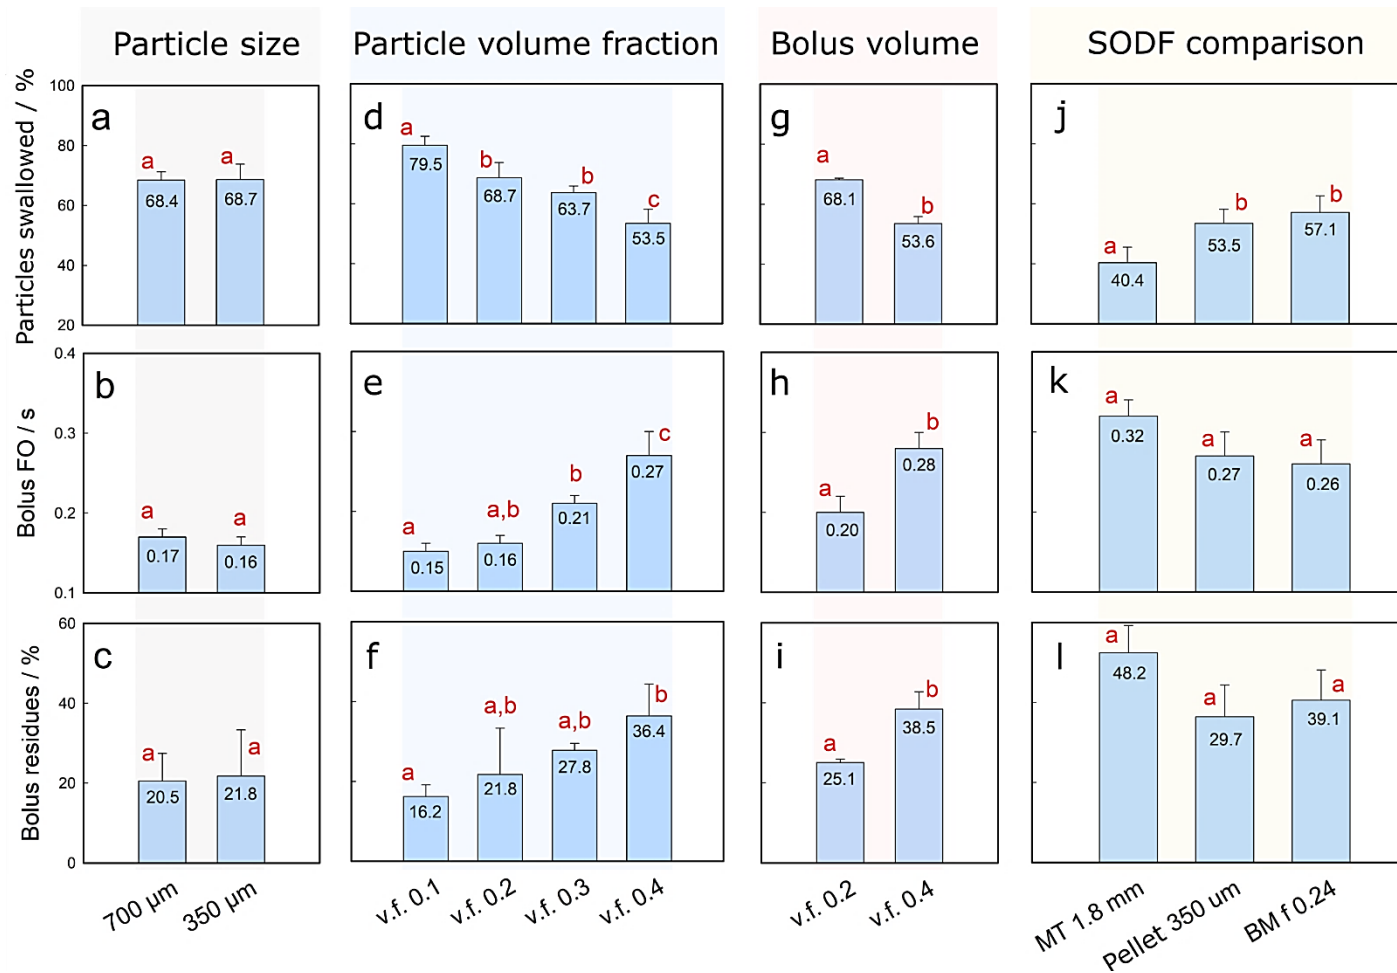 Particle size
Particle volume fraction
Bolus volume
SODF comparison
Particles swallowed / %
100
80
60
40
20
a
a
a
68.4
68.7
d
a
b
b
c
79.5
68.7
63.7
53.5
g
a
b
68.1
53.6
j
a
b
b
40.4
53.5
57.1
Bolus FO / s
0.4
0.3
0.2
0.1
b
a
a
0.17
0.16
e
a
a,b
b
c
0.15
0.16
0.21
0.27
h
a
b
0.20
0.28
k
a
a
a
0.32
0.27
0.26
Bolus residues / %
60
40
20
0
c
a
a
20.5
21.8
f
a
a,b
a,b
b
16.2
21.8
27.8
36.4
i
a
b
25.1
38.5
l
a
a
a
48.2
29.7
39.1
700 µm
350 µm
v.f. 0.1
v.f. 0.2
v.f. 0.3
v.f. 0.4
v.f. 0.2
v.f. 0.4
MT 1.8 mm
Pellet 350 um
BM f 0.24